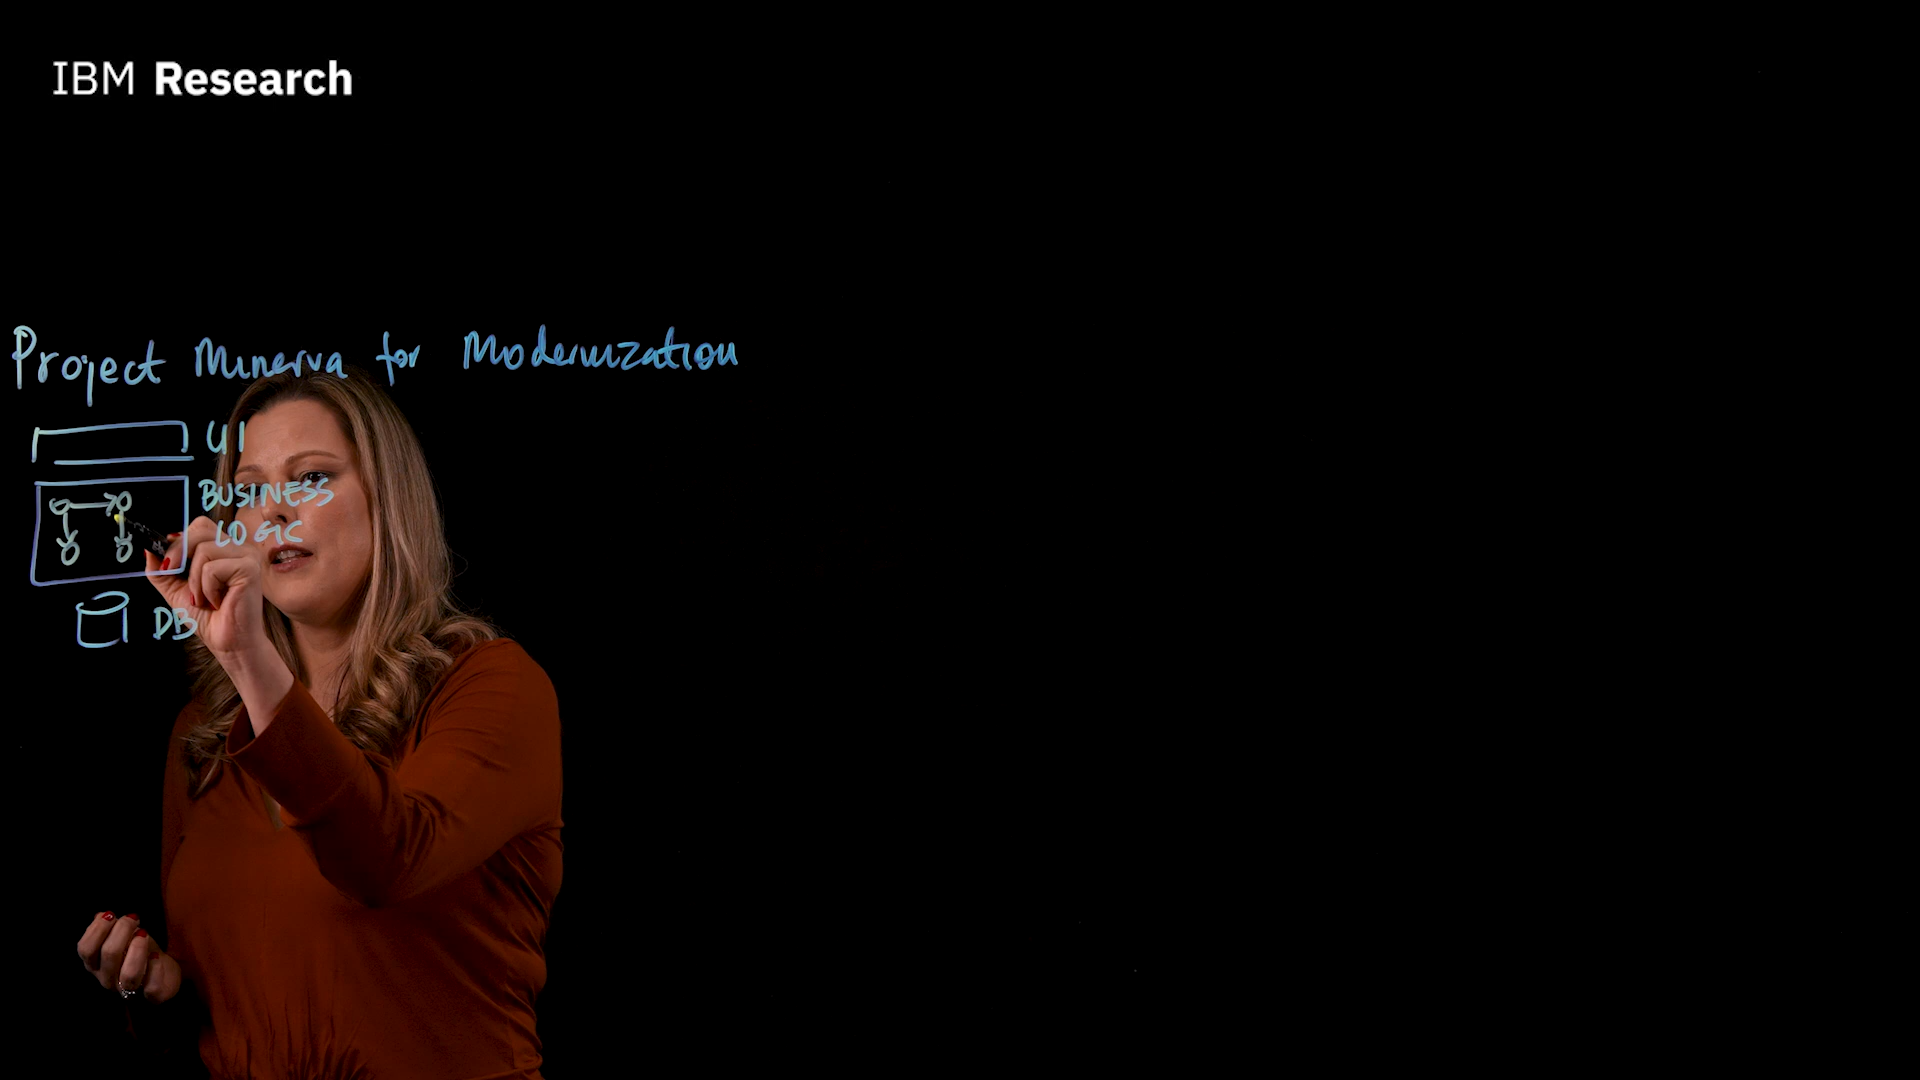 IBM Research
Project Minerva for Modernization
UI
BUSINESS
LOGIC
DB